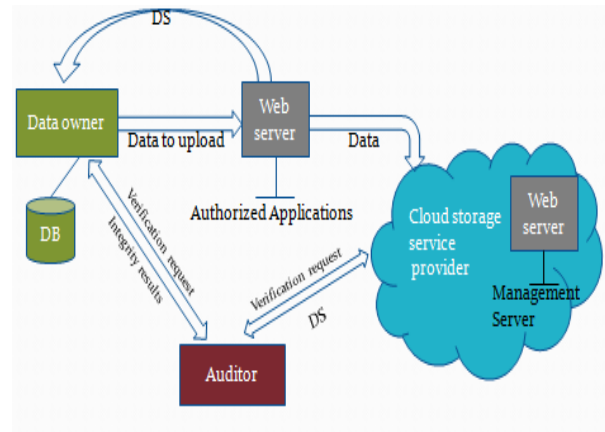 DS
Data owner
Web
server
Data to upload
Data
DB
Authorized Applications
Verification request
Integrity results
Cloud storage
service
provider
Web
server
Management
Server
Verification request
DS
Auditor